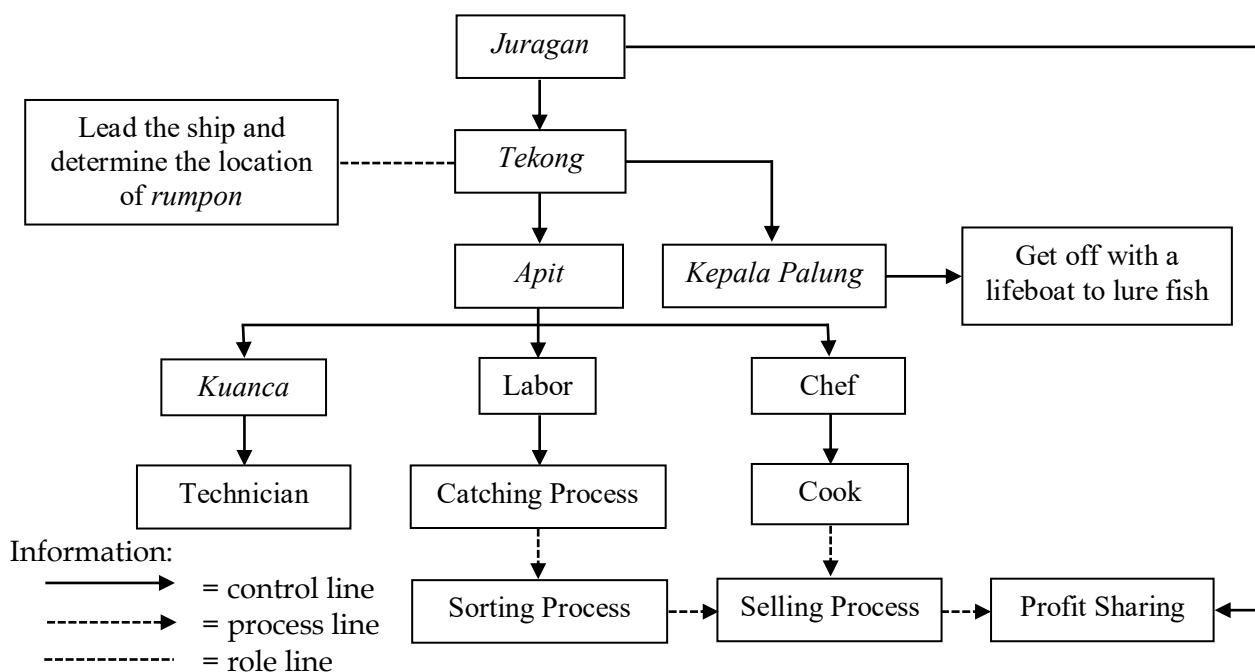 Juragan
Lead the ship and
determine the location
of rumpon
Tekong
Apit
Kepala Palung
Get off with a
lifeboat to lure fish
Kuanca
Labor
Chef
Technician
Catching Process
Cook
Information:
= control line
= process line
= role line
Sorting Process
Selling Process
Profit Sharing